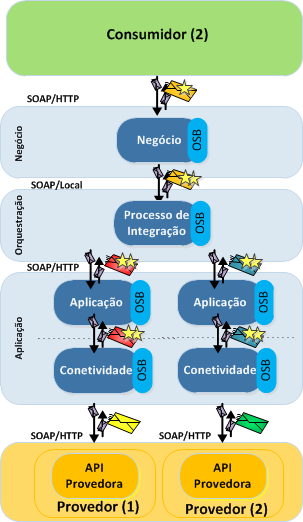 Consumidor (2)
SOAP/HTTP
Negócio
Negócio
OSB
SOAP/Local
Orquestração
Processo de
Integração
OSB
SOAP/HTTP
Aplicação
Aplicação
OSB
Aplicação
OSB
Conetividade
OSB
Conetividade
OSB
SOAP/HTTP
SOAP/HTTP
API
Provedora
API
Provedora
Provedor (1)
Provedor (2)